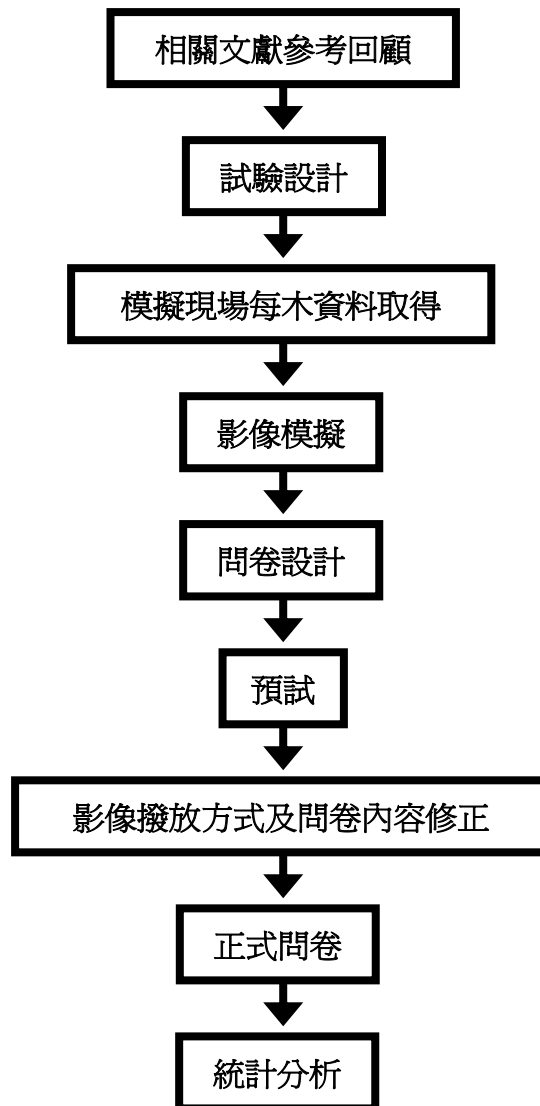 相關文獻參考回顧
試驗設計
模擬現場每木資料取得
影像模擬
問卷設計
預試
影像撥放方式及問卷內容修正
正式問卷
統計分析